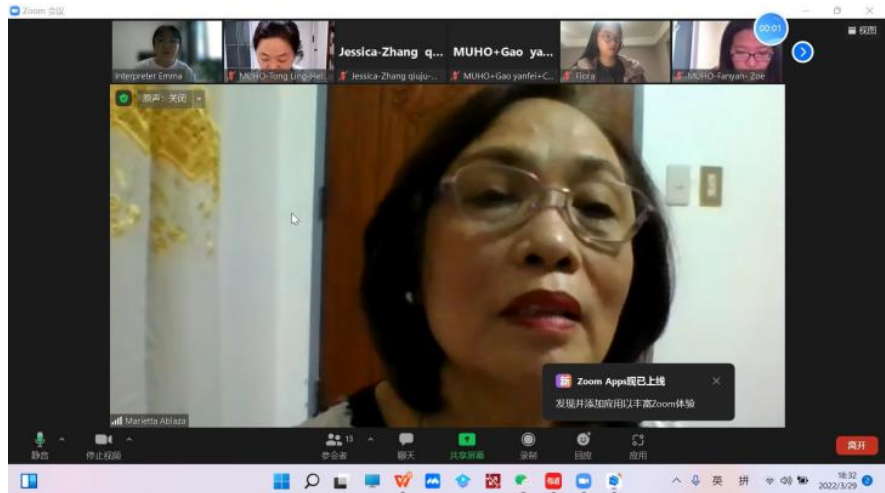 Zoom 会议
00:01
视图
Interpreter Emma
MUHO-Tong Ling-Hei
Jessica-Zhang q...
Jessica-Zhang qiuju-...
MUHO+Gao ya...
MUHO+Gao yanfei+C...
Flora
MUHO-Fanyan- Zoe
原声: 关闭
新
Zoom Apps现已上线
发现并添加应用以丰富Zoom体验
Marietta Ablaza
静音
停止视频
13
参会者
聊天
共享屏幕
录制
回应
应用
离开
英
拼
18:32
2022/3/29